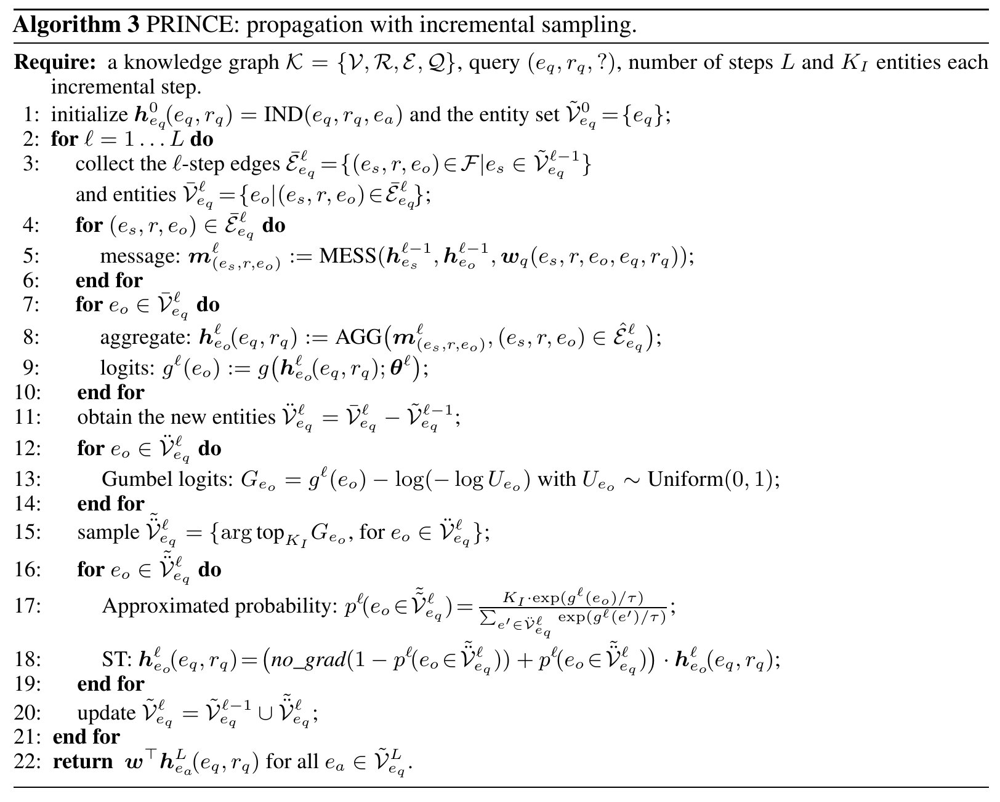 Algorithm 3 PRINCE: propagation with incremental sampling.
Require: a knowledge graph $\mathcal{K} = \{\mathcal{V}, \mathcal{R}, \mathcal{E}, \mathcal{Q}\}$, query $(e_q, r_q, ?)$, number of steps $L$ and $K_I$ entities each
incremental step.
1: initialize $\boldsymbol{h}^0_{e_q}(e_q, r_q) = \text{IND}(e_q, r_q, e_a)$ and the entity set $\tilde{\mathcal{V}}^0_{e_q} = \{e_q\}$;
2: for $\ell = 1 \ldots L$ do
3: collect the $\ell$-step edges $\bar{\mathcal{E}}^\ell_{e_q} = \{(e_s, r, e_o) \in \mathcal{F} | e_s \in \tilde{\mathcal{V}}^{\ell-1}_{e_q}\}$
and entities $\bar{\mathcal{V}}^\ell_{e_q} = \{e_o | (e_s, r, e_o) \in \bar{\mathcal{E}}^\ell_{e_q}\}$;
4: for $(e_s, r, e_o) \in \bar{\mathcal{E}}^\ell_{e_q}$ do
5: message: $\boldsymbol{m}^\ell_{(e_s,r,e_o)} := \text{MESS}(\boldsymbol{h}^{\ell-1}_{e_s}, \boldsymbol{h}^{\ell-1}_{e_o}, \boldsymbol{w}_q(e_s, r, e_o, e_q, r_q))$;
6: end for
7: for $e_o \in \bar{\mathcal{V}}^\ell_{e_q}$ do
8: aggregate: $\boldsymbol{h}^\ell_{e_o}(e_q, r_q) := \text{AGG}\big(\boldsymbol{m}^\ell_{(e_s,r,e_o)}, (e_s, r, e_o) \in \hat{\mathcal{E}}^\ell_{e_q}\big)$;
9: logits: $g^\ell(e_o) := g\big(\boldsymbol{h}^\ell_{e_o}(e_q, r_q); \boldsymbol{\theta}^\ell\big)$;
10: end for
11: obtain the new entities $\ddot{\mathcal{V}}^\ell_{e_q} = \bar{\mathcal{V}}^\ell_{e_q} - \tilde{\mathcal{V}}^{\ell-1}_{e_q}$;
12: for $e_o \in \ddot{\mathcal{V}}^\ell_{e_q}$ do
13: Gumbel logits: $G_{e_o} = g^\ell(e_o) - \log(-\log U_{e_o})$ with $U_{e_o} \sim \text{Uniform}(0, 1)$;
14: end for
15: sample $\tilde{\ddot{\mathcal{V}}}^\ell_{e_q} = \{\arg\text{top}_{K_I} G_{e_o}, \text{for } e_o \in \ddot{\mathcal{V}}^\ell_{e_q}\}$;
16: for $e_o \in \tilde{\ddot{\mathcal{V}}}^\ell_{e_q}$ do
17: Approximated probability: $p^\ell(e_o \in \tilde{\tilde{\mathcal{V}}}^\ell_{e_q}) = \frac{K_I \cdot \exp(g^\ell(e_o)/\tau)}{\sum_{e' \in \ddot{\mathcal{V}}^\ell_{e_q}} \exp(g^\ell(e')/\tau)}$;
18: ST: $\boldsymbol{h}^\ell_{e_o}(e_q, r_q) = \big(\textit{no\_grad}(1 - p^\ell(e_o \in \tilde{\ddot{\mathcal{V}}}^\ell_{e_q})) + p^\ell(e_o \in \tilde{\ddot{\mathcal{V}}}^\ell_{e_q})\big) \cdot \boldsymbol{h}^\ell_{e_o}(e_q, r_q)$;
19: end for
20: update $\tilde{\mathcal{V}}^\ell_{e_q} = \tilde{\mathcal{V}}^{\ell-1}_{e_q} \cup \tilde{\ddot{\mathcal{V}}}^\ell_{e_q}$;
21: end for
22: return $\boldsymbol{w}^\top \boldsymbol{h}^L_{e_a}(e_q, r_q)$ for all $e_a \in \tilde{\mathcal{V}}^L_{e_q}$.